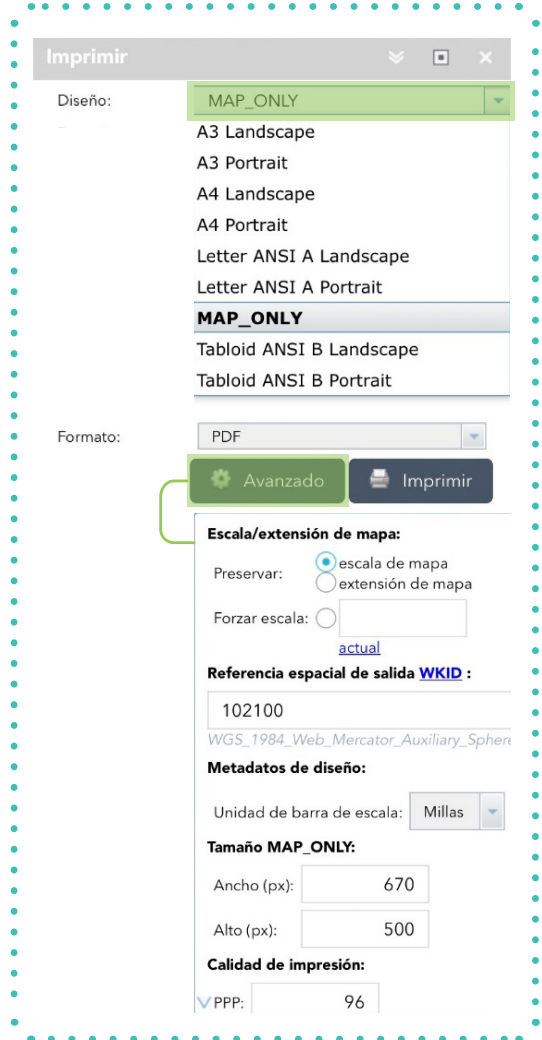 Imprimir
Diseño: MAP_ONLY
A3 Landscape
A3 Portrait
A4 Landscape
A4 Portrait
Letter ANSI A Landscape
Letter ANSI A Portrait
MAP_ONLY
Tabloid ANSI B Landscape
Tabloid ANSI B Portrait
Formato: PDF
Avanzado Imprimir
Escala/extensión de mapa:
Preservar: escala de mapa
extensión de mapa
Forzar escala:
actual
Referencia espacial de salida WKID :
102100
WGS_1984_Web_Mercator_Auxiliary_Sphere
Metadatos de diseño:
Unidad de barra de escala: Millas
Tamaño MAP_ONLY:
Ancho (px): 670
Alto (px): 500
Calidad de impresión:
PPP: 96